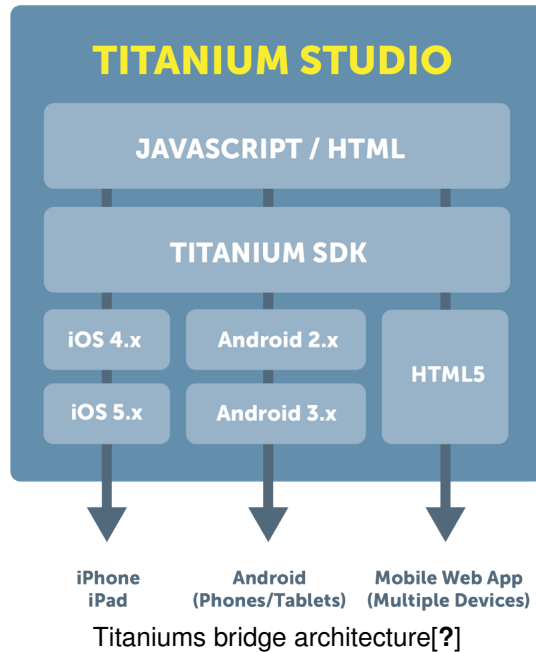 TITANIUM STUDIO
JAVASCRIPT / HTML
TITANIUM SDK
iOS 4.x
Android 2.x
HTML5
iOS 5.x
Android 3.x
iPhone
iPad
Android
(Phones/Tablets)
Mobile Web App
(Multiple Devices)
Titaniums bridge architecture[?]